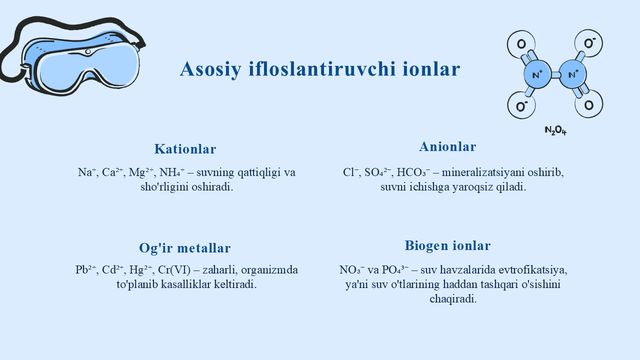 Asosiy ifloslantiruvchi ionlar
O
O⁻
N⁺
N⁺
O⁻
O
N₂O₄
Kationlar
Na⁺, Ca²⁺, Mg²⁺, NH₄⁺ – suvning qattiqligi va
sho'rligini oshiradi.
Anionlar
Cl⁻, SO₄²⁻, HCO₃⁻ – mineralizatsiyani oshirib,
suvni ichishga yaroqsiz qiladi.
Og'ir metallar
Pb²⁺, Cd²⁺, Hg²⁺, Cr(VI) – zaharli, organizmda
to'planib kasalliklar keltiradi.
Biogen ionlar
NO₃⁻ va PO₄³⁻ – suv havzalarida evtrofikatsiya,
ya'ni suv o'tlarining haddan tashqari o'sishini
chaqiradi.